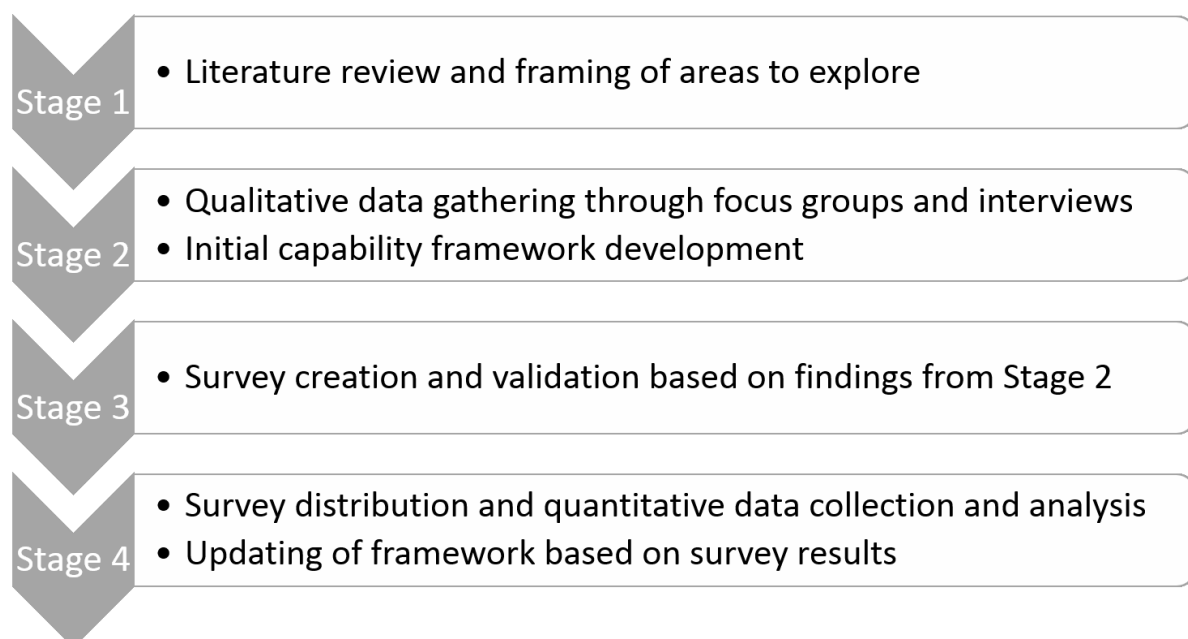 Stage 1
• Literature review and framing of areas to explore
Stage 2
• Qualitative data gathering through focus groups and interviews
• Initial capability framework development
Stage 3
• Survey creation and validation based on findings from Stage 2
Stage 4
• Survey distribution and quantitative data collection and analysis
• Updating of framework based on survey results